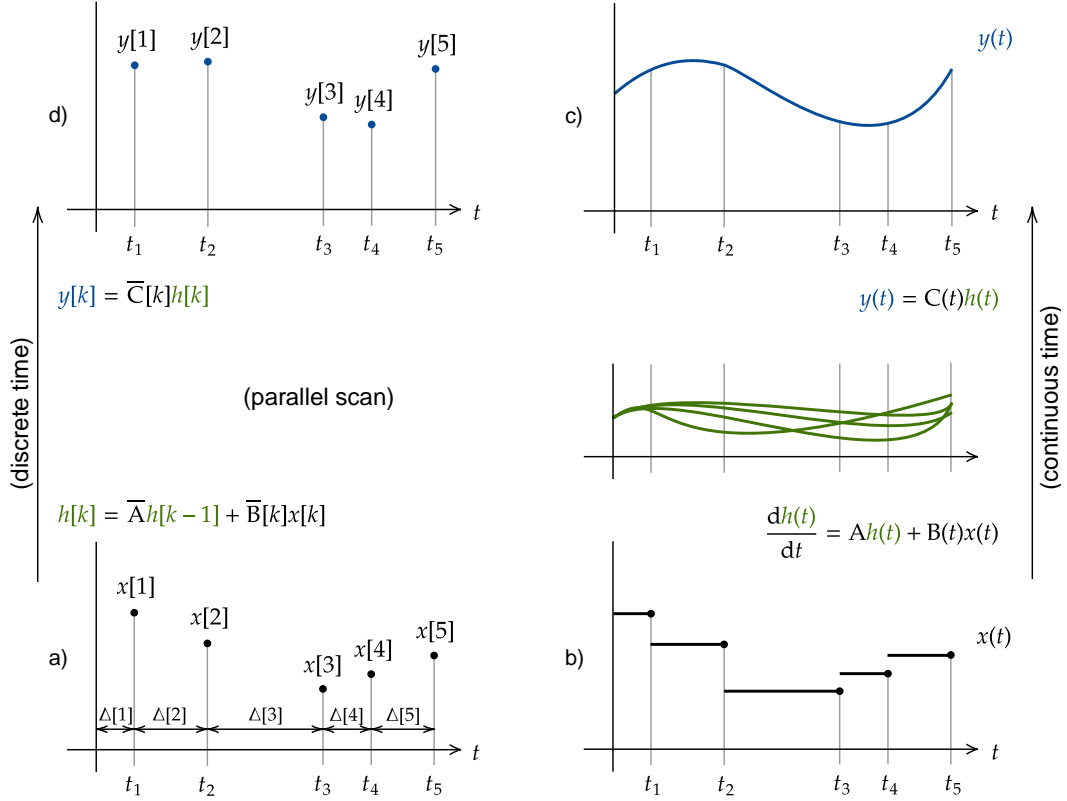 y[1]
y[2]
y[3]
y[4]
y[5]
d)
t
t₁ t₂ t₃ t₄ t₅
y[k] = C̅[k]h[k]
(discrete time)
(parallel scan)
h[k] = A̅h[k − 1] + B̅[k]x[k]
x[1]
x[2]
x[3]
x[4]
x[5]
a)
Δ[1] Δ[2] Δ[3] Δ[4] Δ[5]
t
t₁ t₂ t₃ t₄ t₅
y(t)
c)
t
t₁ t₂ t₃ t₄ t₅
y(t) = C(t)h(t)
(continuous time)
dh(t)/dt = Ah(t) + B(t)x(t)
x(t)
b)
t
t₁ t₂ t₃ t₄ t₅